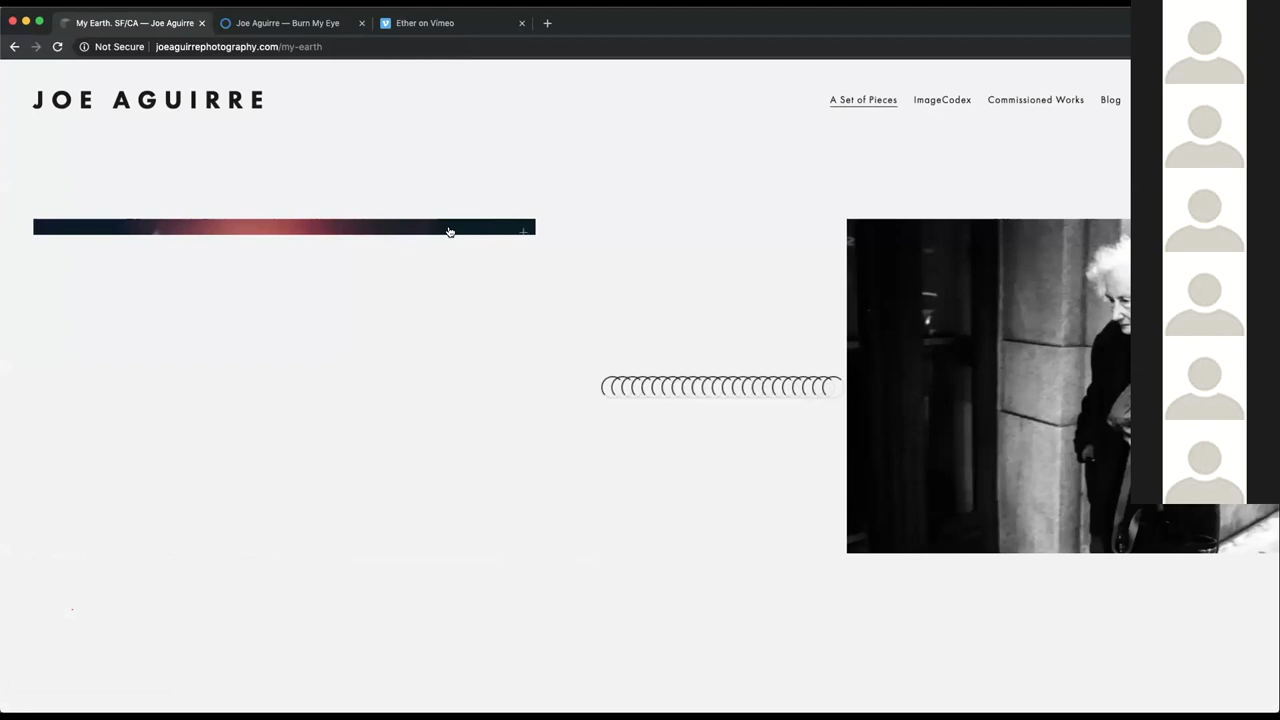 My Earth. SF/CA — Joe Aguirre
Joe Aguirre — Burn My Eye
Ether on Vimeo
Not Secure
joeaguirrephotography.com/my-earth
JOE AGUIRRE
A Set of Pieces
ImageCodex
Commissioned Works
Blog